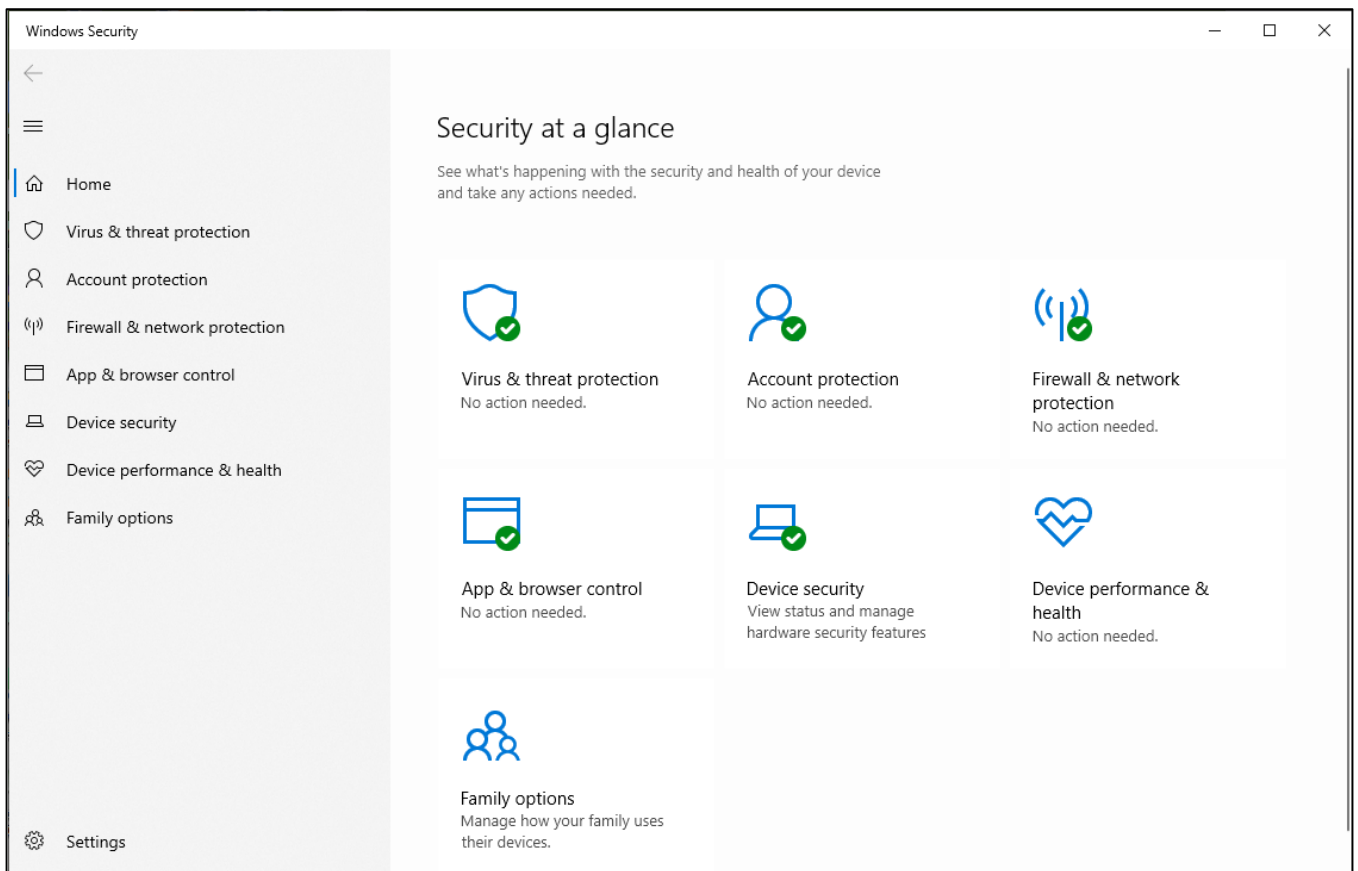 Windows Security
Home
Virus & threat protection
Account protection
Firewall & network protection
App & browser control
Device security
Device performance & health
Family options
Settings
Security at a glance
See what's happening with the security and health of your device
and take any actions needed.
Virus & threat protection
No action needed.
Account protection
No action needed.
Firewall & network
protection
No action needed.
App & browser control
No action needed.
Device security
View status and manage
hardware security features
Device performance &
health
No action needed.
Family options
Manage how your family uses
their devices.